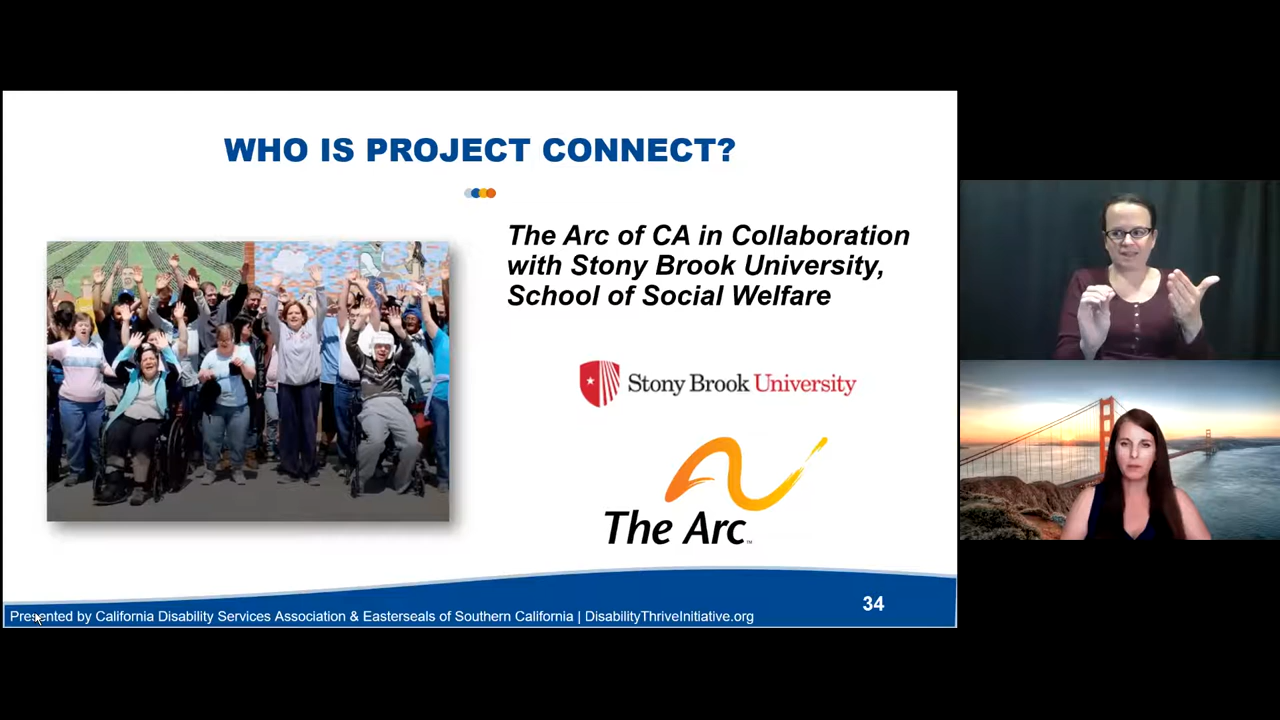 WHO IS PROJECT CONNECT?
The Arc of CA in Collaboration
with Stony Brook University,
School of Social Welfare
Stony Brook University
The Arc™
34
Presented by California Disability Services Association & Easterseals of Southern California | DisabilityThriveInitiative.org